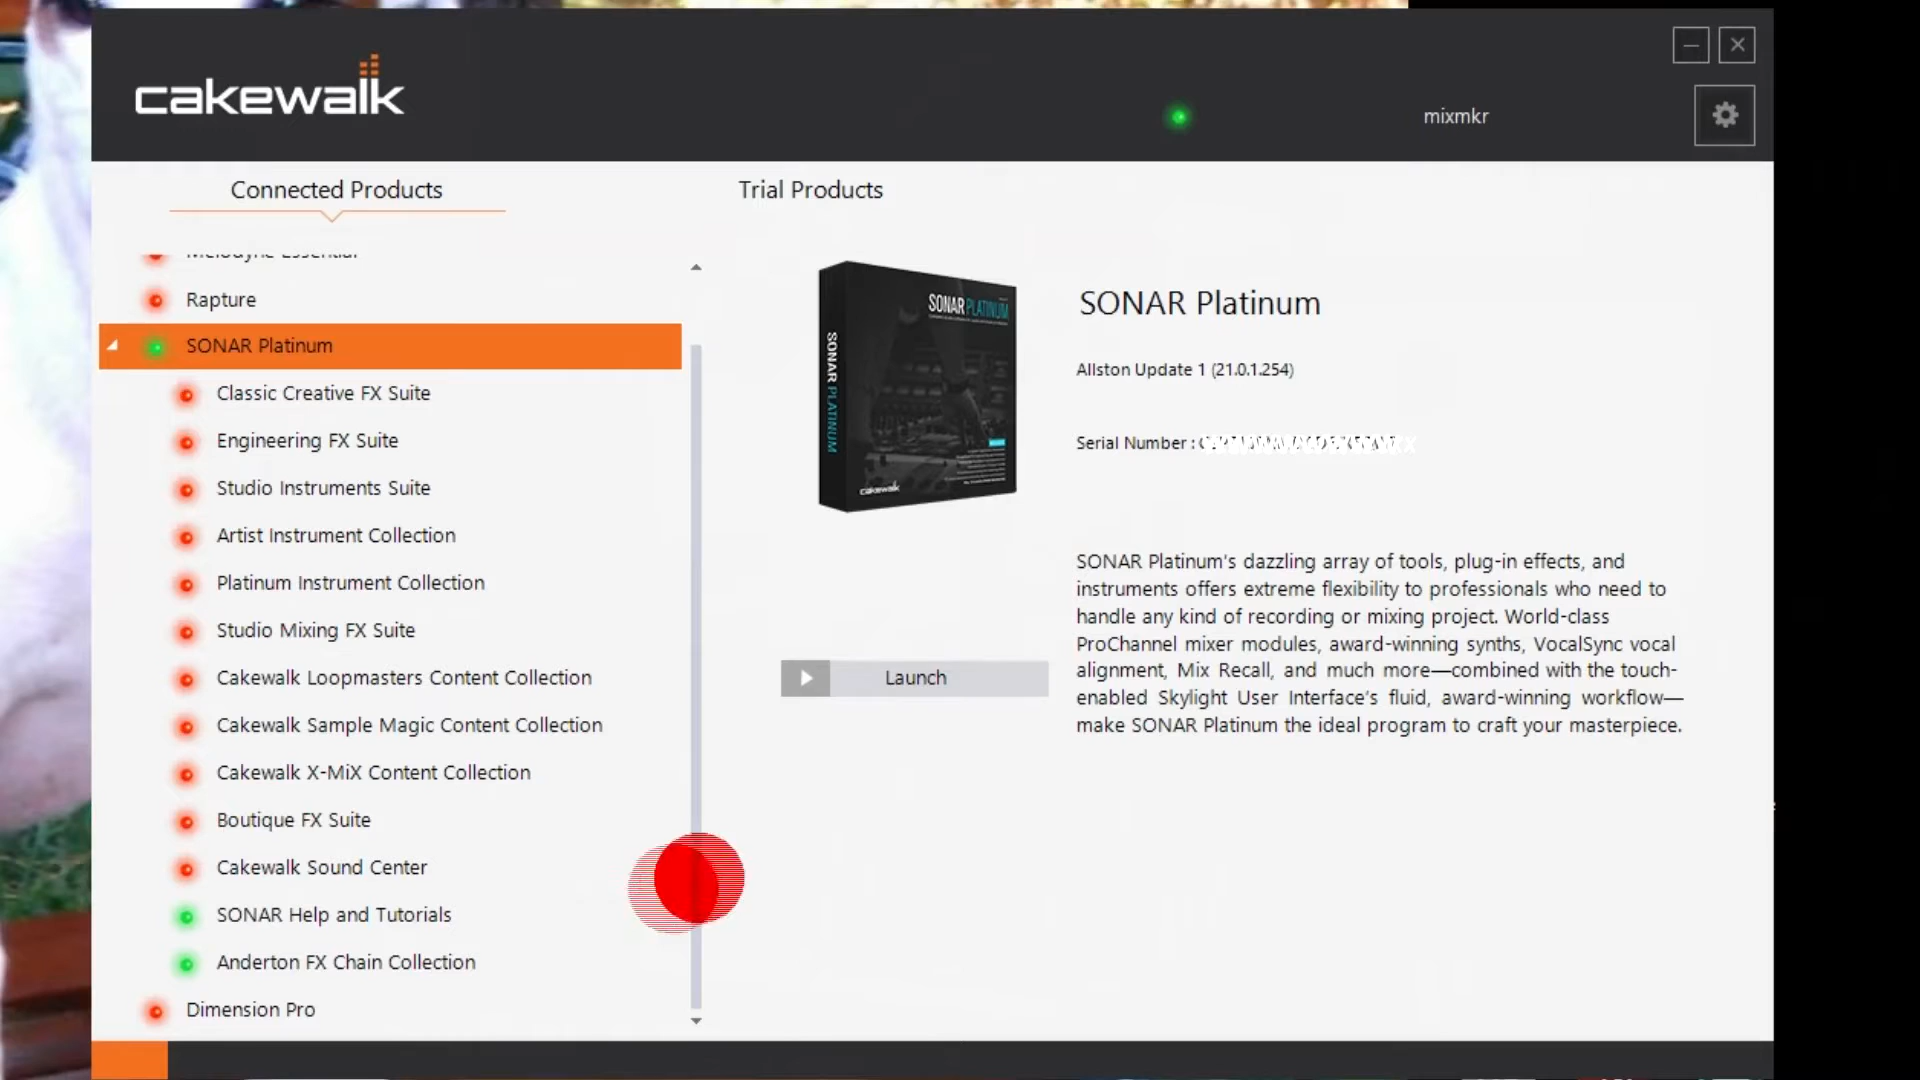 cakewalk
mixmkr
Connected Products
Trial Products
Melodyne Essential
Rapture
SONAR Platinum
Classic Creative FX Suite
Engineering FX Suite
Studio Instruments Suite
Artist Instrument Collection
Platinum Instrument Collection
Studio Mixing FX Suite
Cakewalk Loopmasters Content Collection
Cakewalk Sample Magic Content Collection
Cakewalk X-MiX Content Collection
Boutique FX Suite
Cakewalk Sound Center
SONAR Help and Tutorials
Anderton FX Chain Collection
Dimension Pro
SONAR PLATINUM
SONAR PLATINUM
cakewalk
Launch
SONAR Platinum
Allston Update 1 (21.0.1.254)
Serial Number :
SONAR Platinum's dazzling array of tools, plug-in effects, and
instruments offers extreme flexibility to professionals who need to
handle any kind of recording or mixing project. World-class
ProChannel mixer modules, award-winning synths, VocalSync vocal
alignment, Mix Recall, and much more—combined with the touch-
enabled Skylight User Interface's fluid, award-winning workflow—
make SONAR Platinum the ideal program to craft your masterpiece.